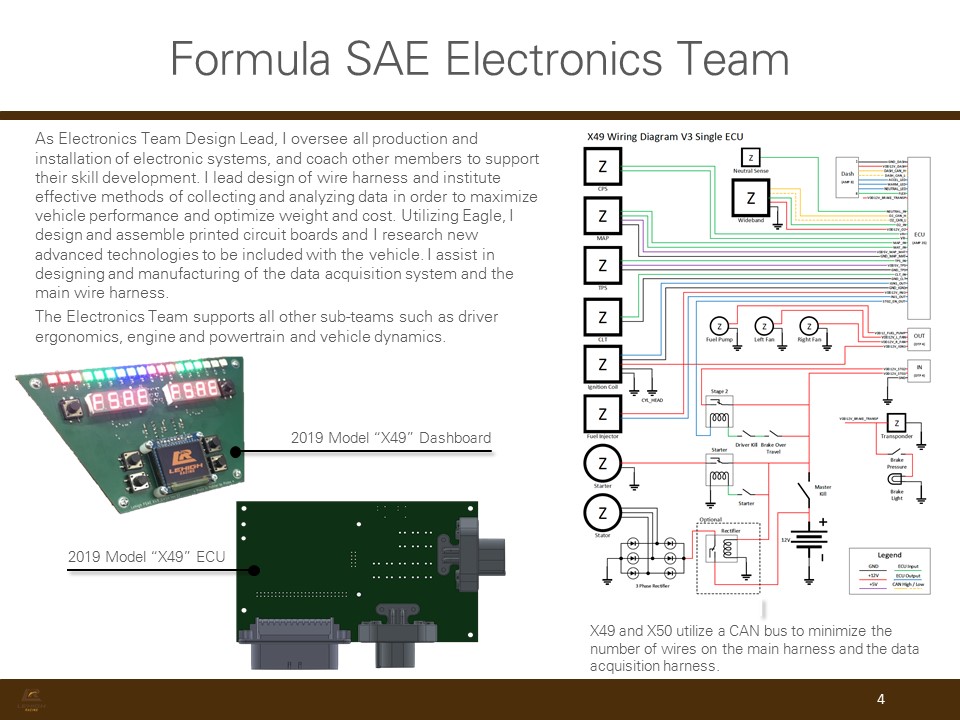 Formula SAE Electronics Team
As Electronics Team Design Lead, I oversee all production and
installation of electronic systems, and coach other members to support
their skill development. I lead design of wire harness and institute
effective methods of collecting and analyzing data in order to maximize
vehicle performance and optimize weight and cost. Utilizing Eagle, I
design and assemble printed circuit boards and I research new
advanced technologies to be included with the vehicle. I assist in
designing and manufacturing of the data acquisition system and the
main wire harness.
The Electronics Team supports all other sub-teams such as driver
ergonomics, engine and powertrain and vehicle dynamics.
2019 Model “X49” Dashboard
LEHIGH
2019 Model “X49” ECU
X49 Wiring Diagram V3 Single ECU
Z
CPS
Z
MAP
Z
TPS
Z
CLT
Z
Ignition Coil
CYL_HEAD
Z
Fuel Injector
Z
Starter
Z
Stator
Z
Neutral Sense
Z
Wideband
Dash
ECU
Z
Fuel Pump
Z
Left Fan
Z
Right Fan
OUT
IN
Stage 2
Driver Kill
Brake Over
Travel
Starter
Starter
Z
Transponder
Brake
Pressure
Brake
Light
Master
Kill
12V
Optional
Rectifier
3 Phase Rectifier
Legend
GND
ECU Input
+12V
ECU Output
+5V
CAN High / Low
X49 and X50 utilize a CAN bus to minimize the
number of wires on the main harness and the data
acquisition harness.
4